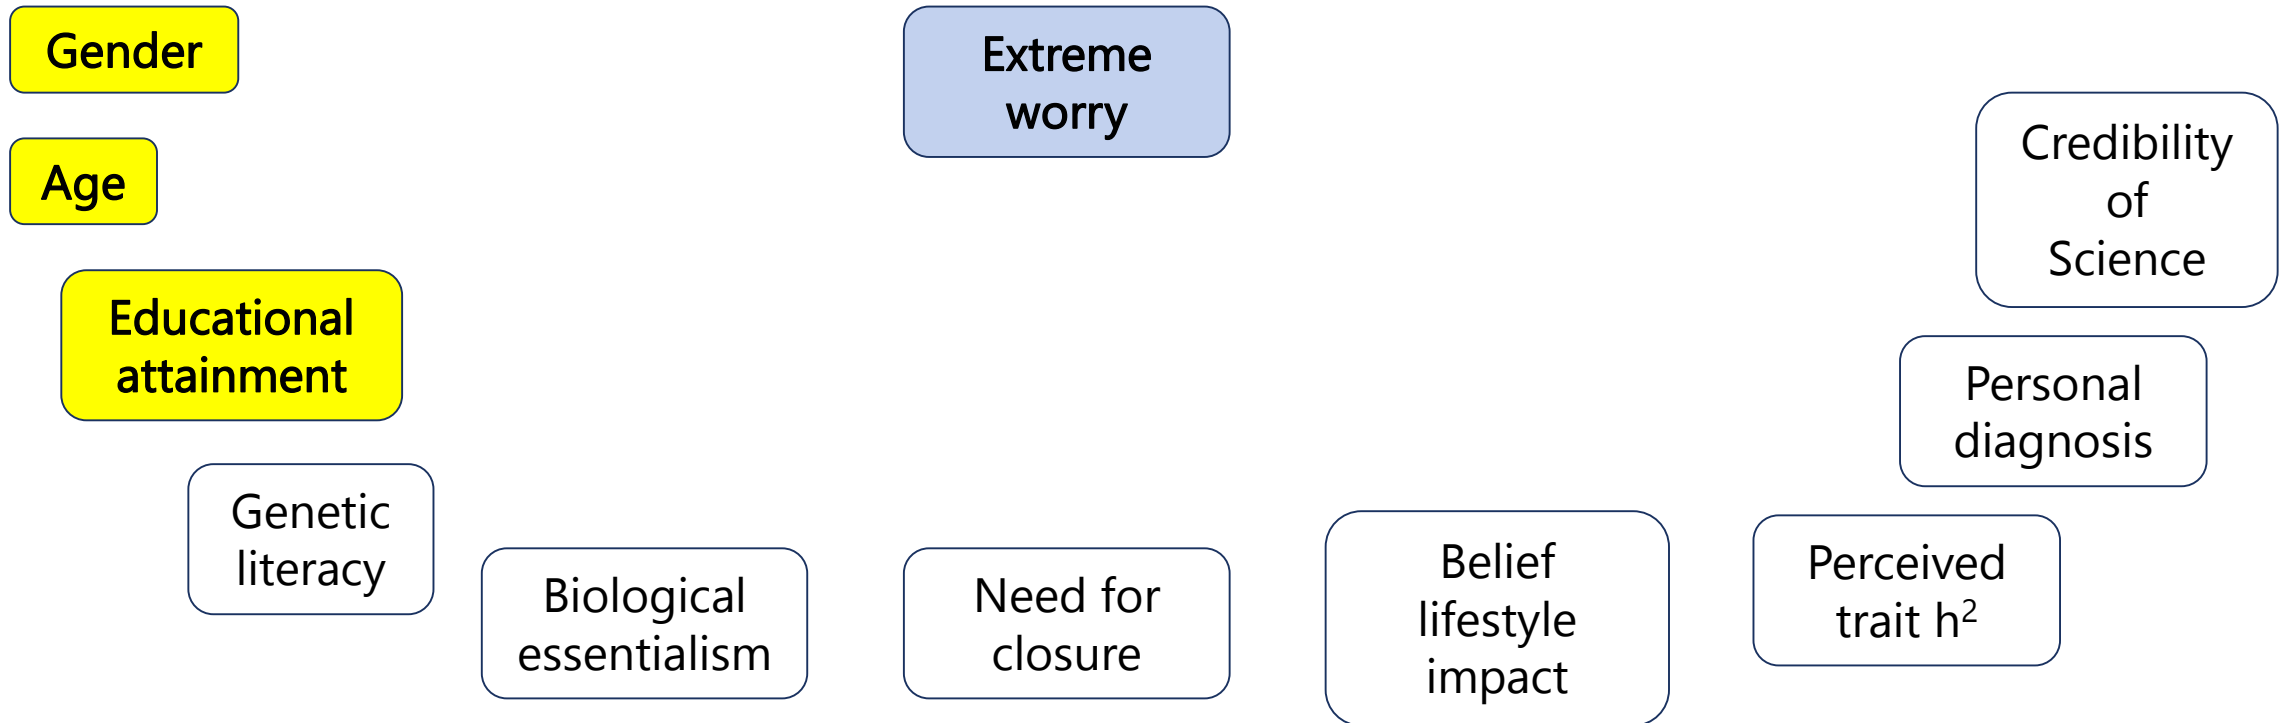 Gender
Extreme
worry
Age
Credibility
of
Science
Educational
attainment
Personal
diagnosis
Genetic
literacy
Biological
essentialism
Need for
closure
Belief
lifestyle
impact
Perceived
trait h²